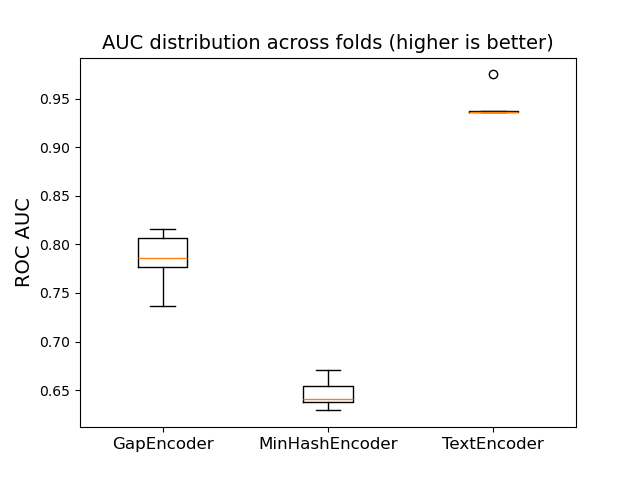 AUC distribution across folds (higher is better)
ROC AUC
0.95
0.90
0.85
0.80
0.75
0.70
0.65
GapEncoder MinHashEncoder TextEncoder